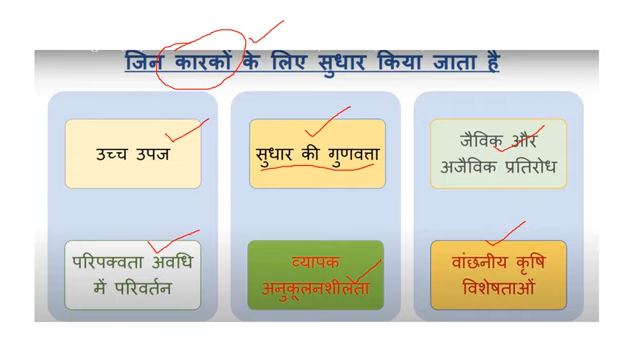 जिन कारकों के लिए सुधार किया जाता है
उच्च उपज
सुधार की गुणवत्ता
जैविक और
अजैविक प्रतिरोध
परिपक्वता अवधि
में परिवर्तन
व्यापक
अनुकूलनशीलता
वांछनीय कृषि
विशेषताओं